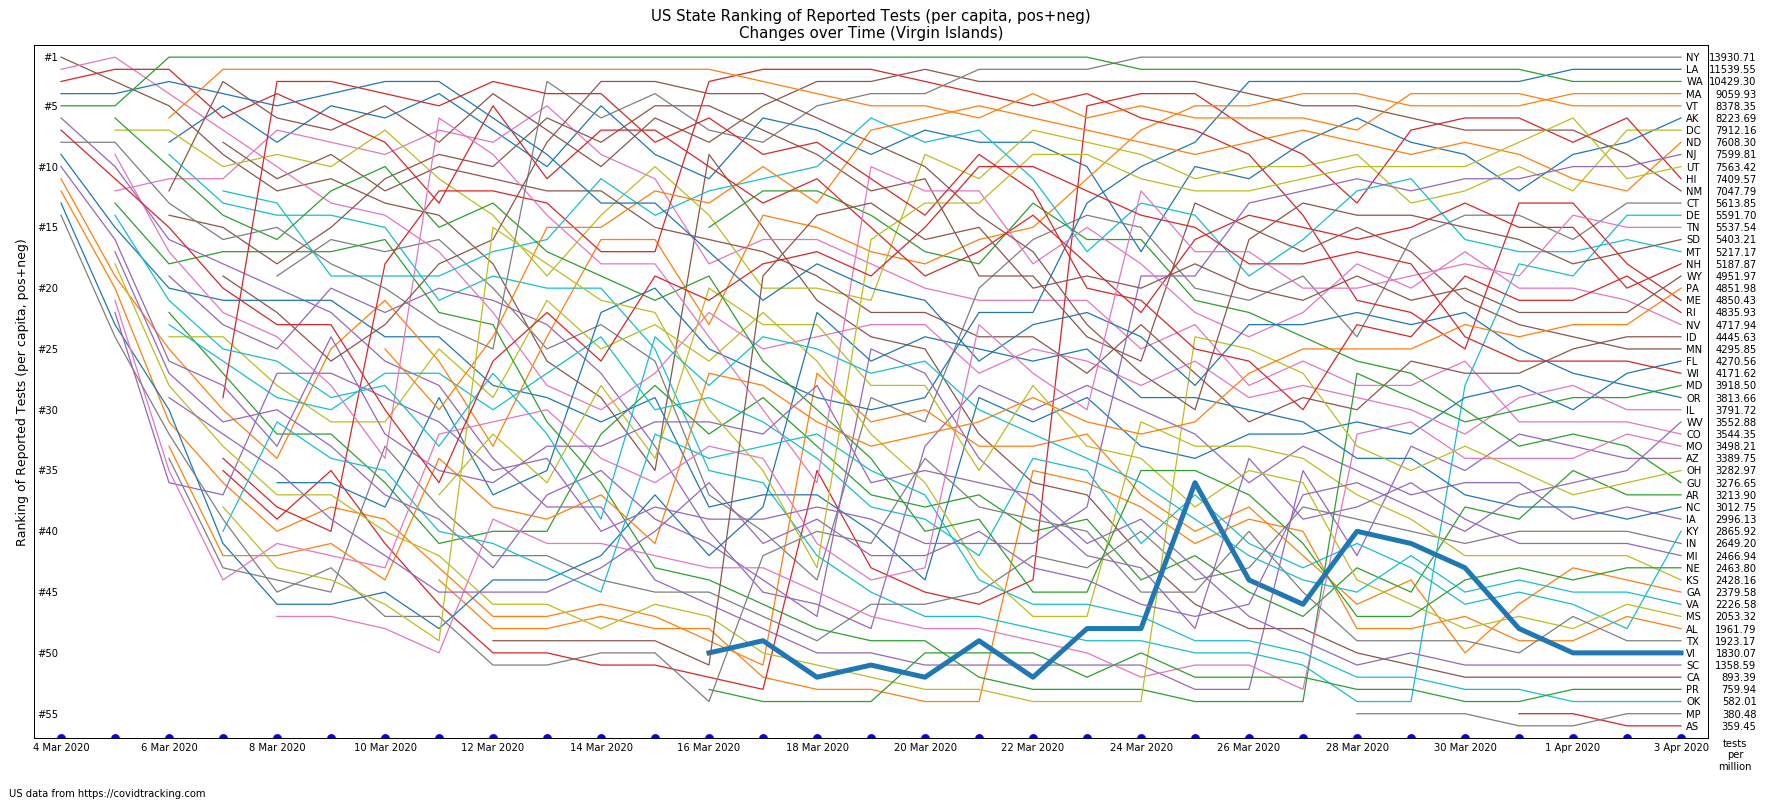 US State Ranking of Reported Tests (per capita, pos+neg)
Changes over Time (Virgin Islands)
Ranking of Reported Tests (per capita, pos+neg)
#1
#5
#10
#15
#20
#25
#30
#35
#40
#45
#50
#55
NY 13930.71
LA 11539.55
WA 10429.30
MA 9059.93
VT 8378.35
AK 8223.69
DC 7912.16
ND 7608.30
NJ 7599.81
UT 7563.42
HI 7409.57
NM 7047.79
CT 5613.85
DE 5591.70
TN 5537.54
SD 5403.21
MT 5217.17
NH 5187.87
WY 4951.97
PA 4851.98
ME 4850.43
RI 4835.93
NV 4717.94
ID 4445.63
MN 4295.85
FL 4270.56
WI 4171.62
MD 3918.50
OR 3813.66
IL 3791.72
WV 3552.88
CO 3544.35
MO 3498.21
AZ 3389.75
OH 3282.97
GU 3276.65
AR 3213.90
NC 3012.75
IA 2996.13
KY 2865.92
IN 2649.20
MI 2466.94
NE 2463.80
KS 2428.16
GA 2379.58
VA 2226.58
MS 2053.32
AL 1961.79
TX 1923.17
VI 1830.07
SC 1358.59
CA 893.39
PR 759.94
OK 582.01
MP 380.48
AS 359.45
4 Mar 2020 6 Mar 2020 8 Mar 2020 10 Mar 2020 12 Mar 2020 14 Mar 2020 16 Mar 2020 18 Mar 2020 20 Mar 2020 22 Mar 2020 24 Mar 2020 26 Mar 2020 28 Mar 2020 30 Mar 2020 1 Apr 2020 3 Apr 2020
tests
per
million
US data from https://covidtracking.com